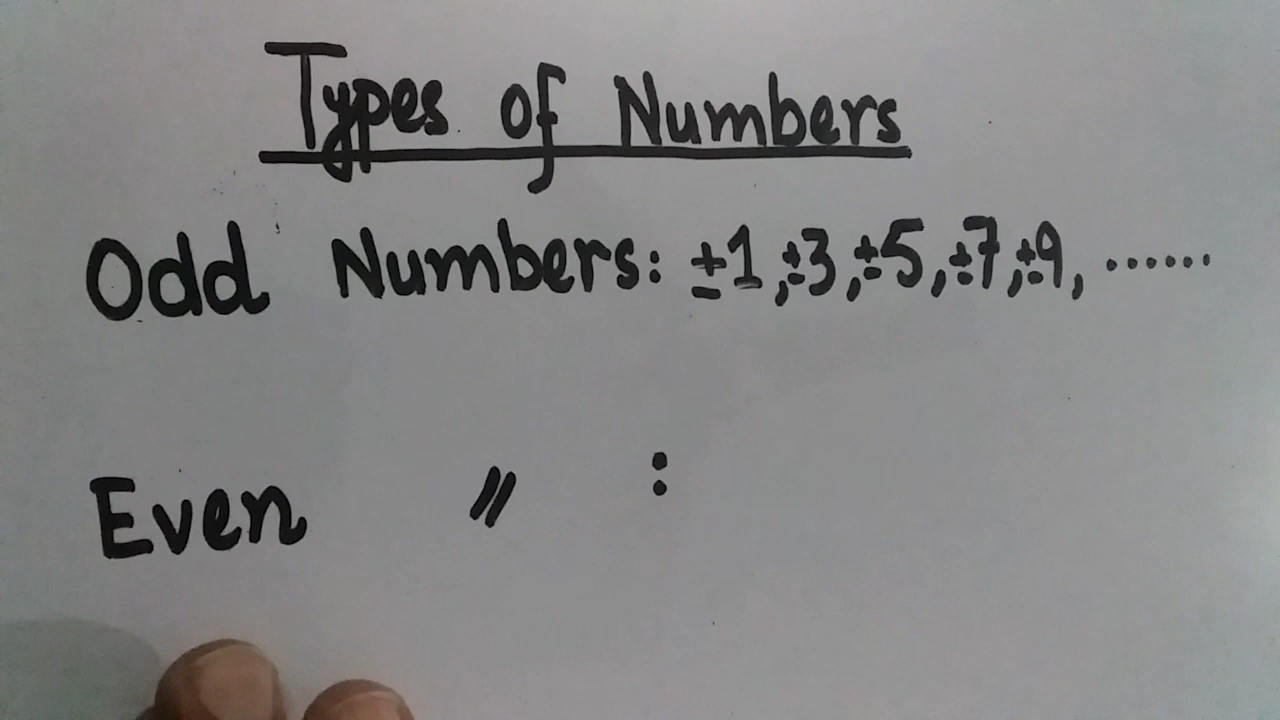 Types of Numbers
Odd Numbers: ±1, ±3, ±5, ±7, ±9, ......
Even 〃 :